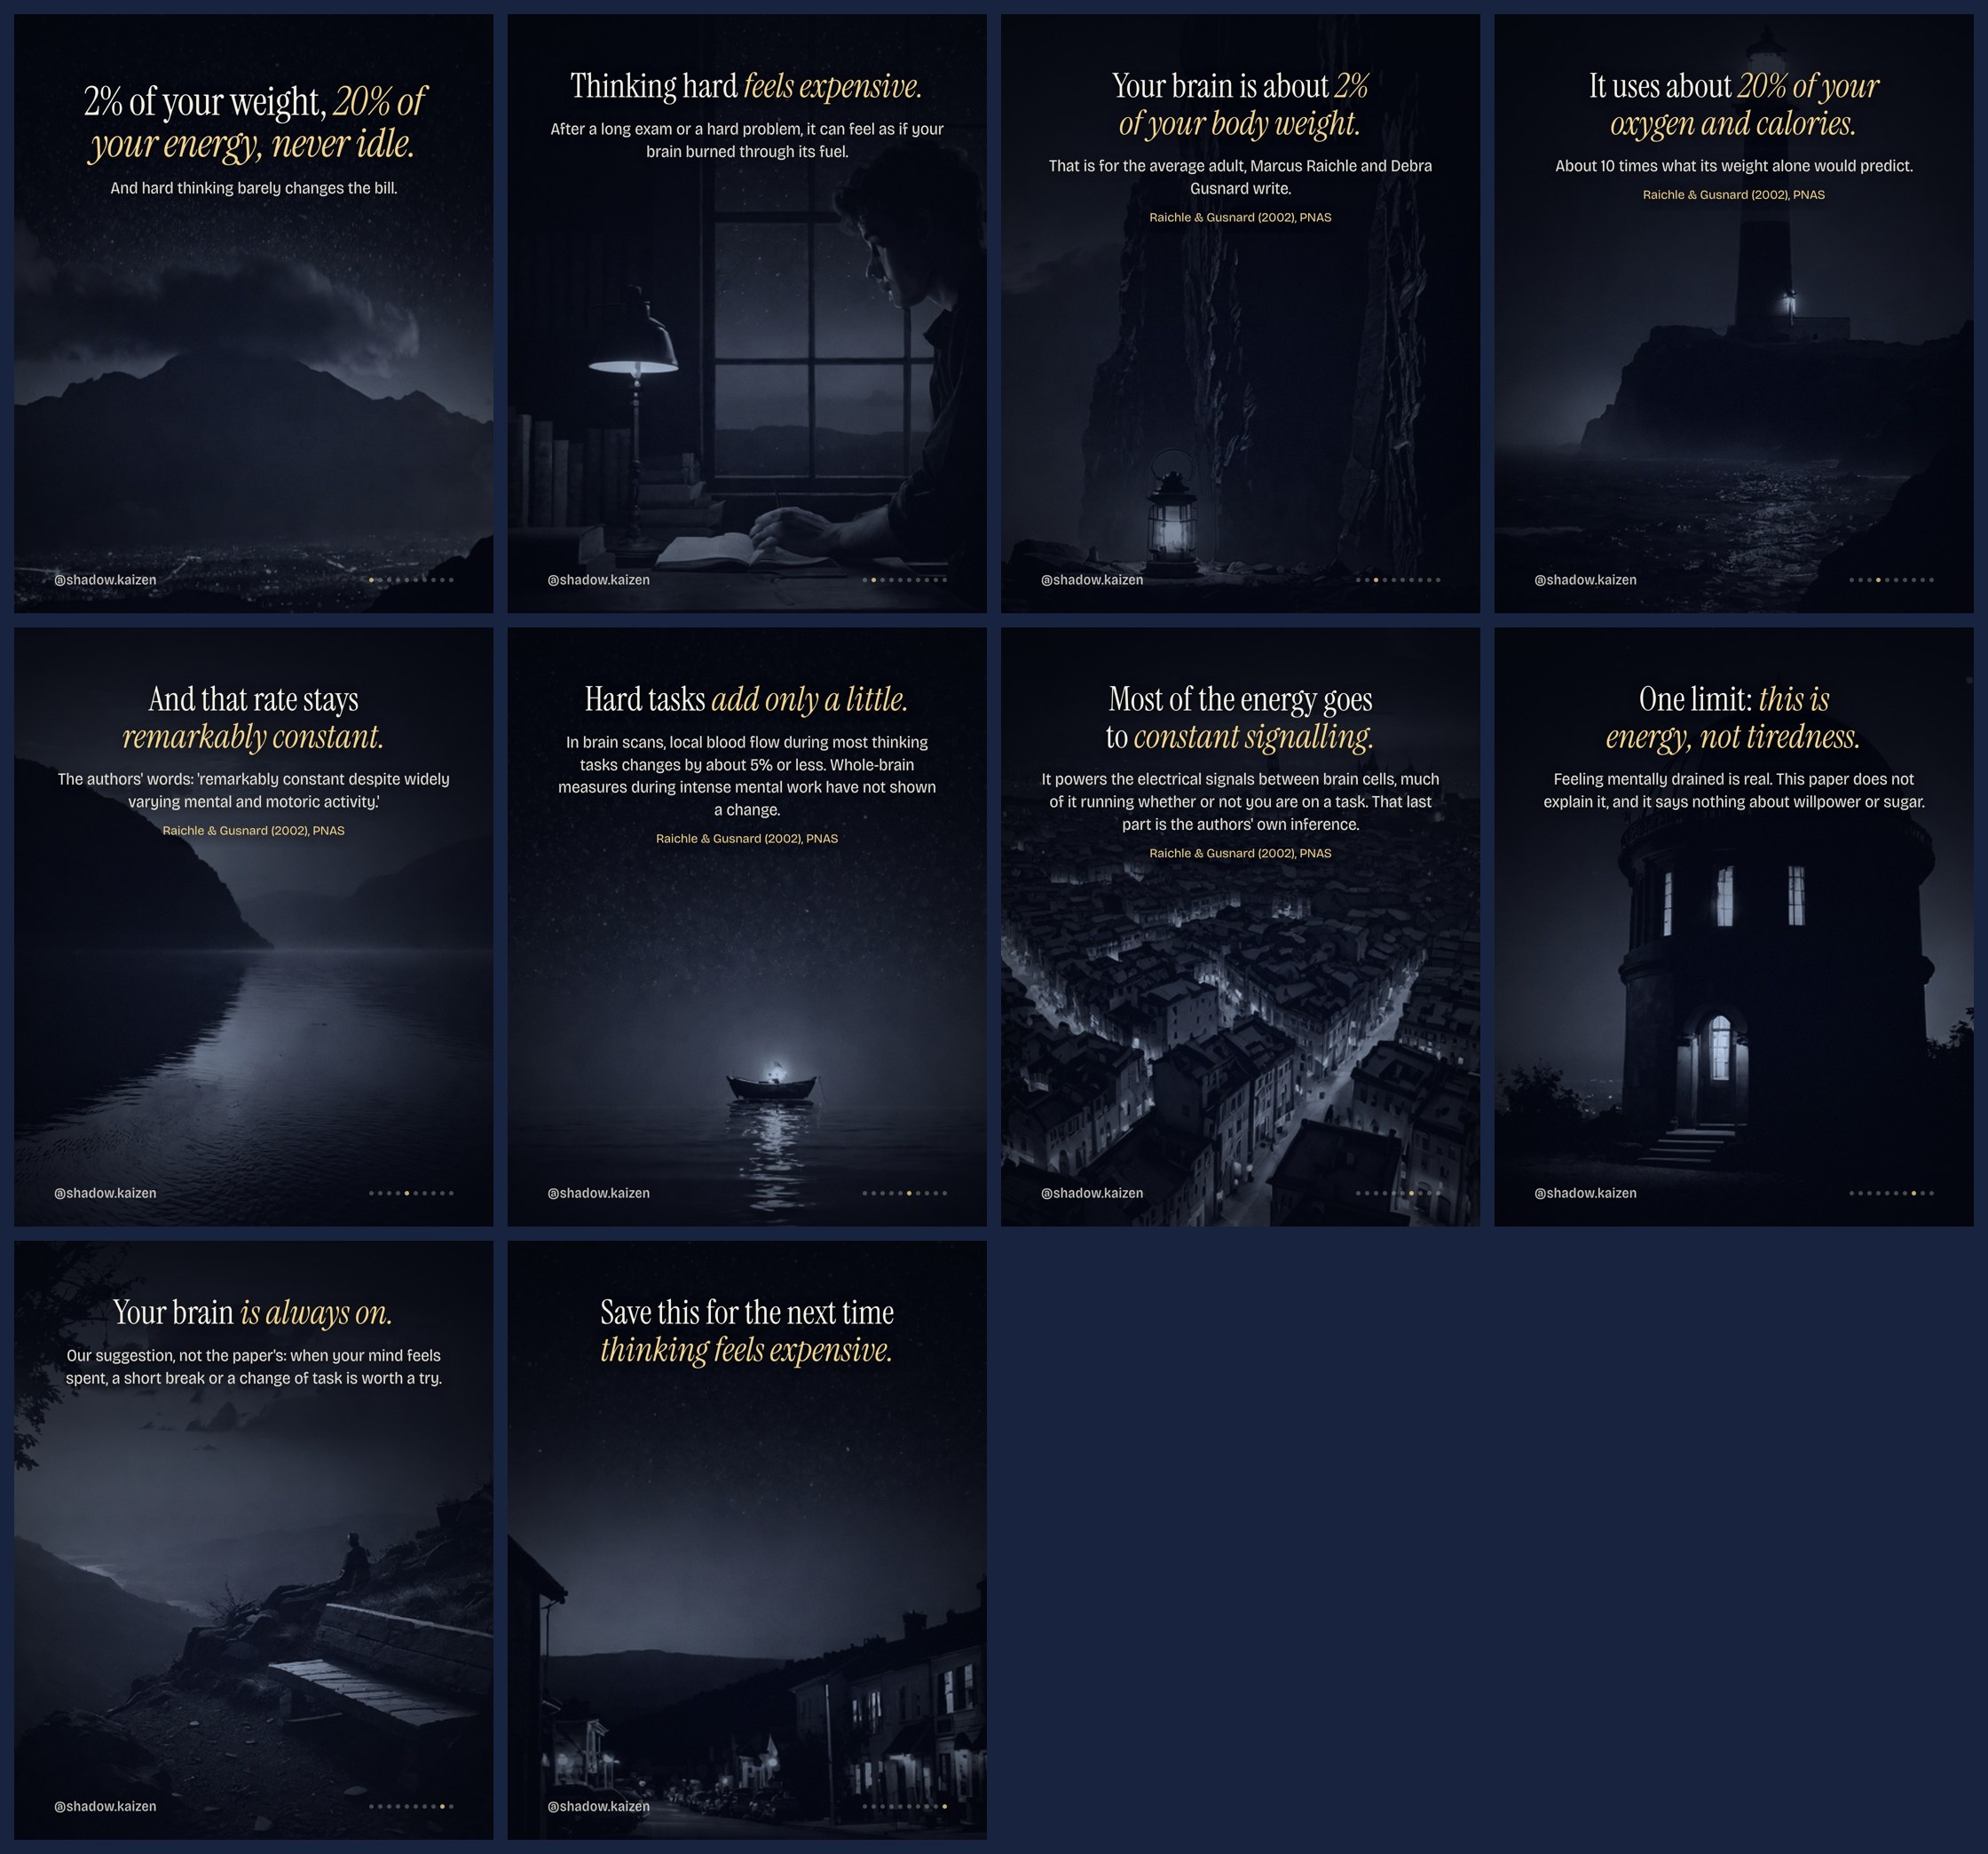 2% of your weight, 20% of
your energy, never idle.
And hard thinking barely changes the bill.
@shadow.kaizen
Thinking hard feels expensive.
After a long exam or a hard problem, it can feel as if your
brain burned through its fuel.
@shadow.kaizen
Your brain is about 2%
of your body weight.
That is for the average adult, Marcus Raichle and Debra
Gusnard write.
Raichle & Gusnard (2002), PNAS
@shadow.kaizen
It uses about 20% of your
oxygen and calories.
About 10 times what its weight alone would predict.
Raichle & Gusnard (2002), PNAS
@shadow.kaizen
And that rate stays
remarkably constant.
The authors' words: 'remarkably constant despite widely
varying mental and motoric activity.'
Raichle & Gusnard (2002), PNAS
@shadow.kaizen
Hard tasks add only a little.
In brain scans, local blood flow during most thinking
tasks changes by about 5% or less. Whole-brain
measures during intense mental work have not shown
a change.
Raichle & Gusnard (2002), PNAS
@shadow.kaizen
Most of the energy goes
to constant signalling.
It powers the electrical signals between brain cells, much
of it running whether or not you are on a task. That last
part is the authors' own inference.
Raichle & Gusnard (2002), PNAS
@shadow.kaizen
One limit: this is
energy, not tiredness.
Feeling mentally drained is real. This paper does not
explain it, and it says nothing about willpower or sugar.
@shadow.kaizen
Your brain is always on.
Our suggestion, not the paper's: when your mind feels
spent, a short break or a change of task is worth a try.
@shadow.kaizen
Save this for the next time
thinking feels expensive.
@shadow.kaizen